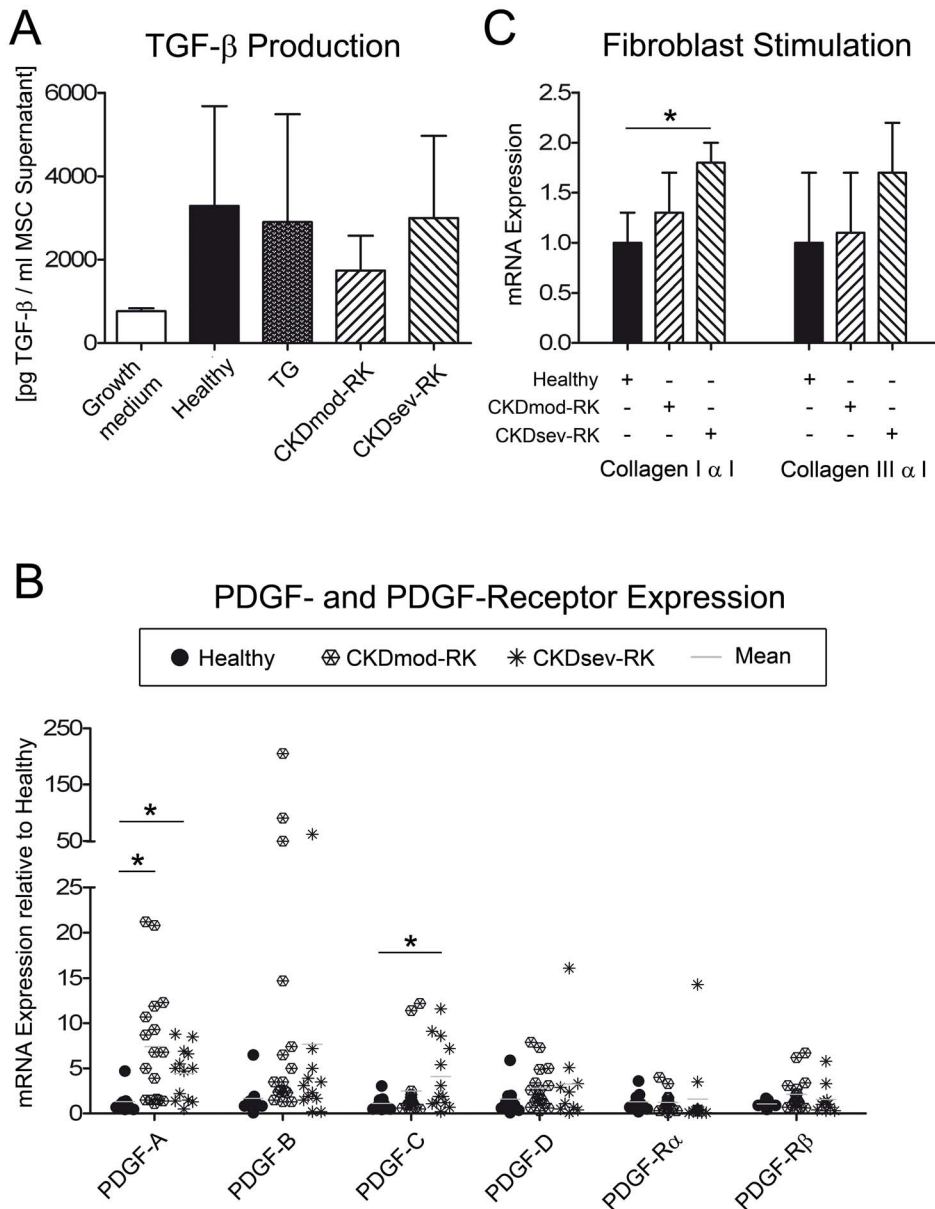 A
TGF-β Production
[pg TGF-β / ml MSC Supernatant]
6000
4000
2000
0
Growth
medium
Healthy
TG
CKDmod-RK
CKDsev-RK
C
Fibroblast Stimulation
mRNA Expression
2.5
2.0
1.5
1.0
0.5
0.0
*
Healthy + - - + - -
CKDmod-RK - + - - + -
CKDsev-RK - - + - - +
Collagen I α I Collagen III α I
B
PDGF- and PDGF-Receptor Expression
Healthy CKDmod-RK CKDsev-RK Mean
mRNA Expression relative to Healthy
250
150
50
25
20
15
10
5
0
*
*
*
PDGF-A
PDGF-B
PDGF-C
PDGF-D
PDGF-Rα
PDGF-Rβ